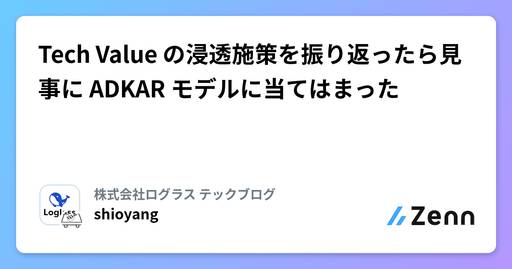 Tech Value の浸透施策を振り返ったら見
事に ADKAR モデルに当てはまった
株式会社ログラス テックブログ
Loglass
shioyang
Zenn